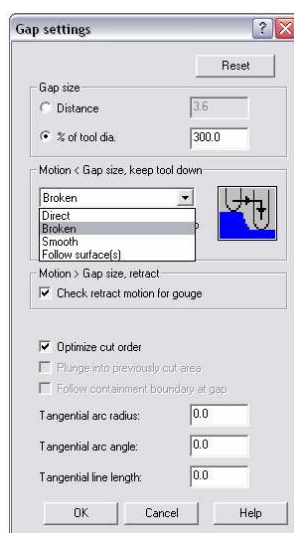 Gap settings
Reset
Gap size
Distance
3.6
% of tool dia.
300.0
Motion < Gap size, keep tool down
Broken
Direct
Broken
Smooth
Follow surface(s)
Motion > Gap size, retract
Check retract motion for gouge
Optimize cut order
Plunge into previously cut area
Follow containment boundary at gap
Tangential arc radius:
0.0
Tangential arc angle:
0.0
Tangential line length:
0.0
OK Cancel Help